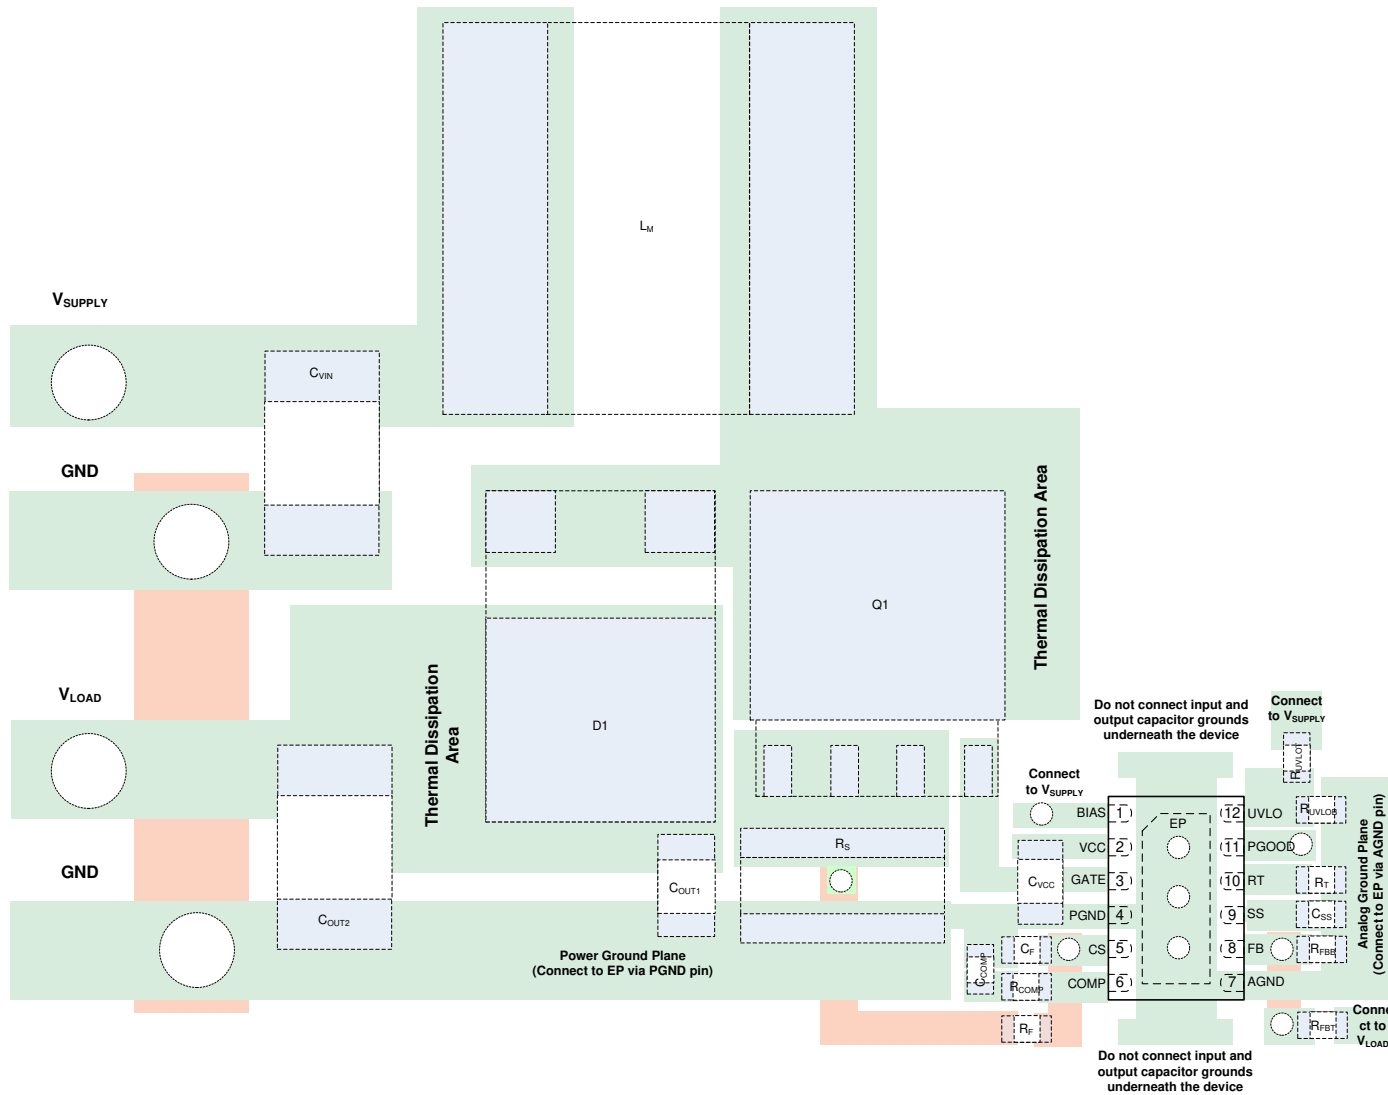 LM
VSUPPLY
CVIN
GND
Thermal Dissipation Area
Q1
VLOAD
Thermal Dissipation
Area
D1
Do not connect input and
output capacitor grounds
underneath the device
Connect
to VSUPPLY
RUVLOT
Connect
to VSUPPLY
BIAS 1
EP
12 UVLO
RUVLOB
VCC 2
11 PGOOD
RS
GATE 3
10 RT
RT
CVCC
GND
COUT1
PGND 4
9 SS
CSS
COUT2
CF
CS 5
8 FB
RFBB
Analog Ground Plane
(Connect to EP via AGND pin)
Power Ground Plane
(Connect to EP via PGND pin)
CCOMP
RCOMP
COMP 6
7 AGND
RF
RFBT
Conne
ct to
VLOAD
Do not connect input and
output capacitor grounds
underneath the device